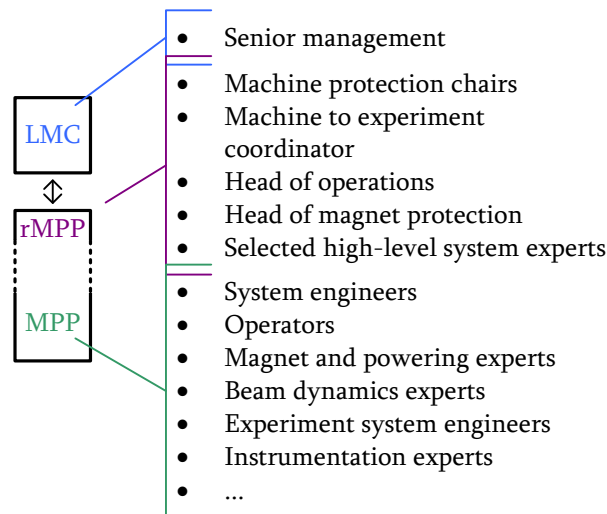 LMC
rMPP
MPP
• Senior management
• Machine protection chairs
• Machine to experiment
coordinator
• Head of operations
• Head of magnet protection
• Selected high-level system experts
• System engineers
• Operators
• Magnet and powering experts
• Beam dynamics experts
• Experiment system engineers
• Instrumentation experts
• ...